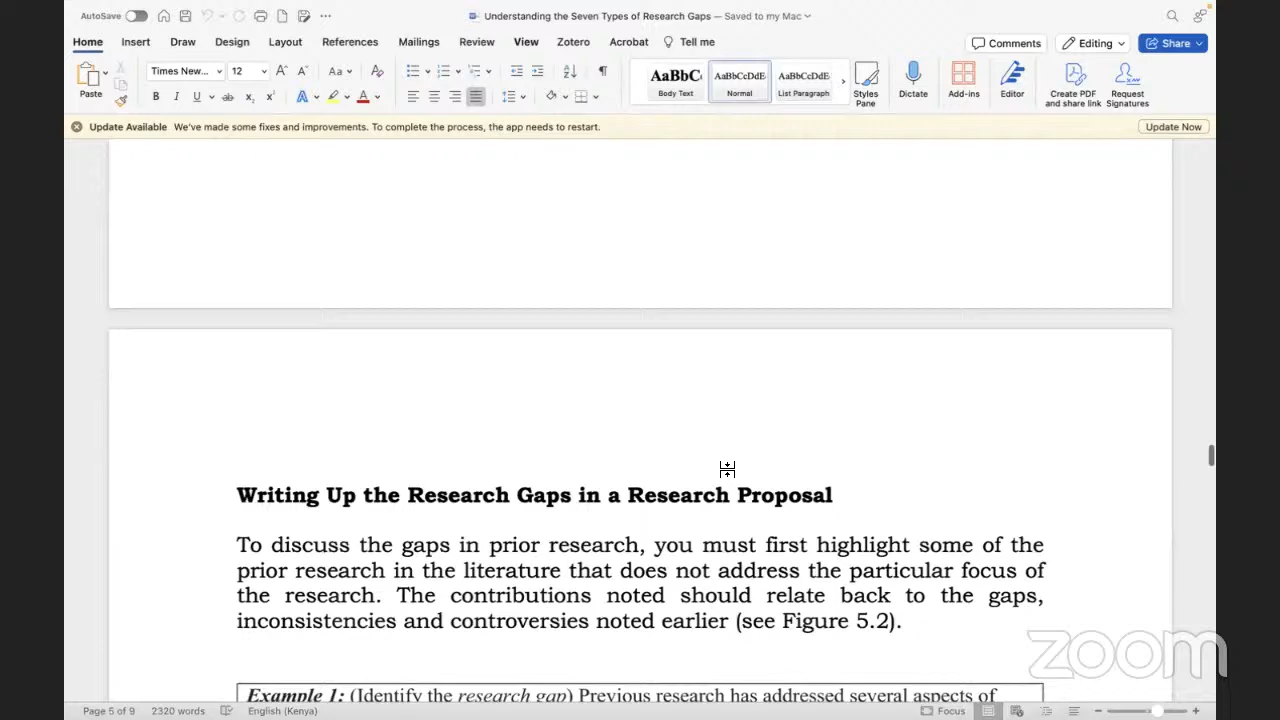 AutoSave
Understanding the Seven Types of Research Gaps — Saved to my Mac
Home Insert Draw Design Layout References Mailings Review View Zotero Acrobat Tell me
Comments Editing Share
Paste
Times New... 12
Aa
B I U ab x x A A
AaBbC AaBbCcDdE AaBbCcDdE
Body Text Normal List Paragraph
Styles Pane
Dictate
Add-ins
Editor
Create PDF and share link
Request Signatures
Update Available We've made some fixes and improvements. To complete the process, the app needs to restart. Update Now
Writing Up the Research Gaps in a Research Proposal
To discuss the gaps in prior research, you must first highlight some of the
prior research in the literature that does not address the particular focus of
the research. The contributions noted should relate back to the gaps,
inconsistencies and controversies noted earlier (see Figure 5.2).
zoom
Example 1: (Identify the research gap) Previous research has addressed several aspects of
Page 5 of 9 2320 words English (Kenya) Focus